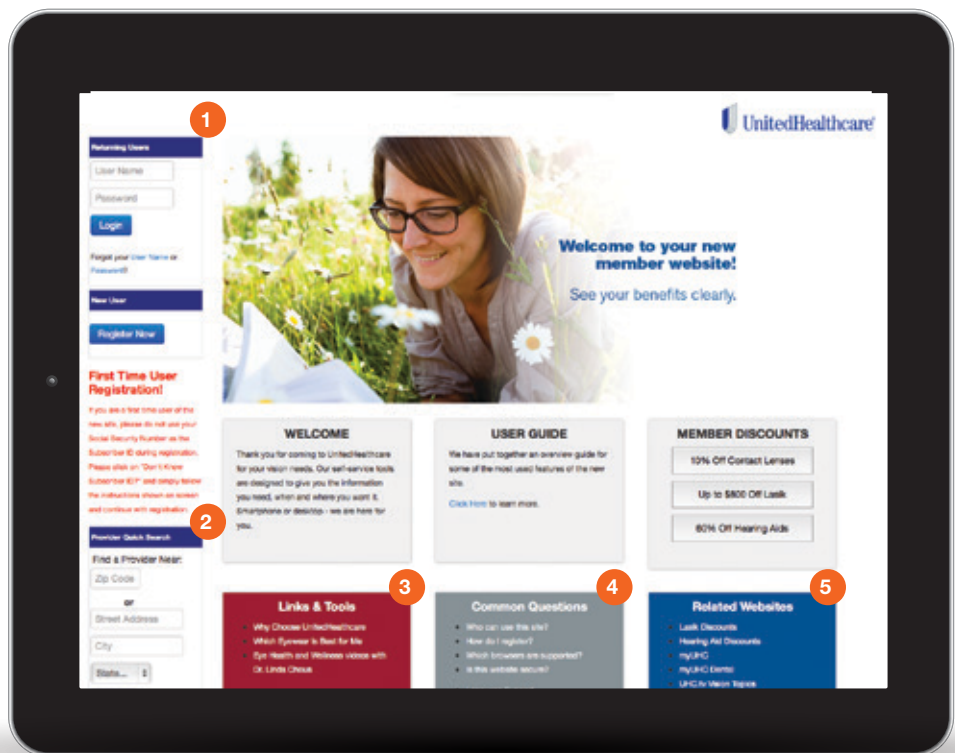 1
UnitedHealthcare
Returning Users
User Name
Password
Login
Forgot your User Name or
Password?
New User
Register Now
First Time User
Registration!
If you are a first time user of the
new site, please do not use your
Social Security Number as the
Subscriber ID during registration.
Please click on "Don't Know
Subscriber ID?" and simply follow
the instructions shown on screen
and continue with registration.
Welcome to your new
member website!
See your benefits clearly.
2
Provider Quick Search
Find a Provider Near:
Zip Code
or
Street Address
City
State...
WELCOME
Thank you for coming to UnitedHealthcare
for your vision needs. Our self-service tools
are designed to give you the information
you need, when and where you want it.
Smartphone or desktop - we are here for
you.
USER GUIDE
We have put together an overview guide for
some of the most used features of the new
site.
Click Here to learn more.
MEMBER DISCOUNTS
10% Off Contact Lenses
Up to $800 Off Lasik
60% Off Hearing Aids
3
Links & Tools
Why Choose UnitedHealthcare
Which Eyewear is Best for Me
Eye Health and Wellness videos with
Dr. Linda Chous
4
Common Questions
Who can use this site?
How do I register?
Which browsers are supported?
Is this website secure?
5
Related Websites
Lasik Discounts
Hearing Aid Discounts
myUHC
myUHC Dental
UHC.tv Vision Topics